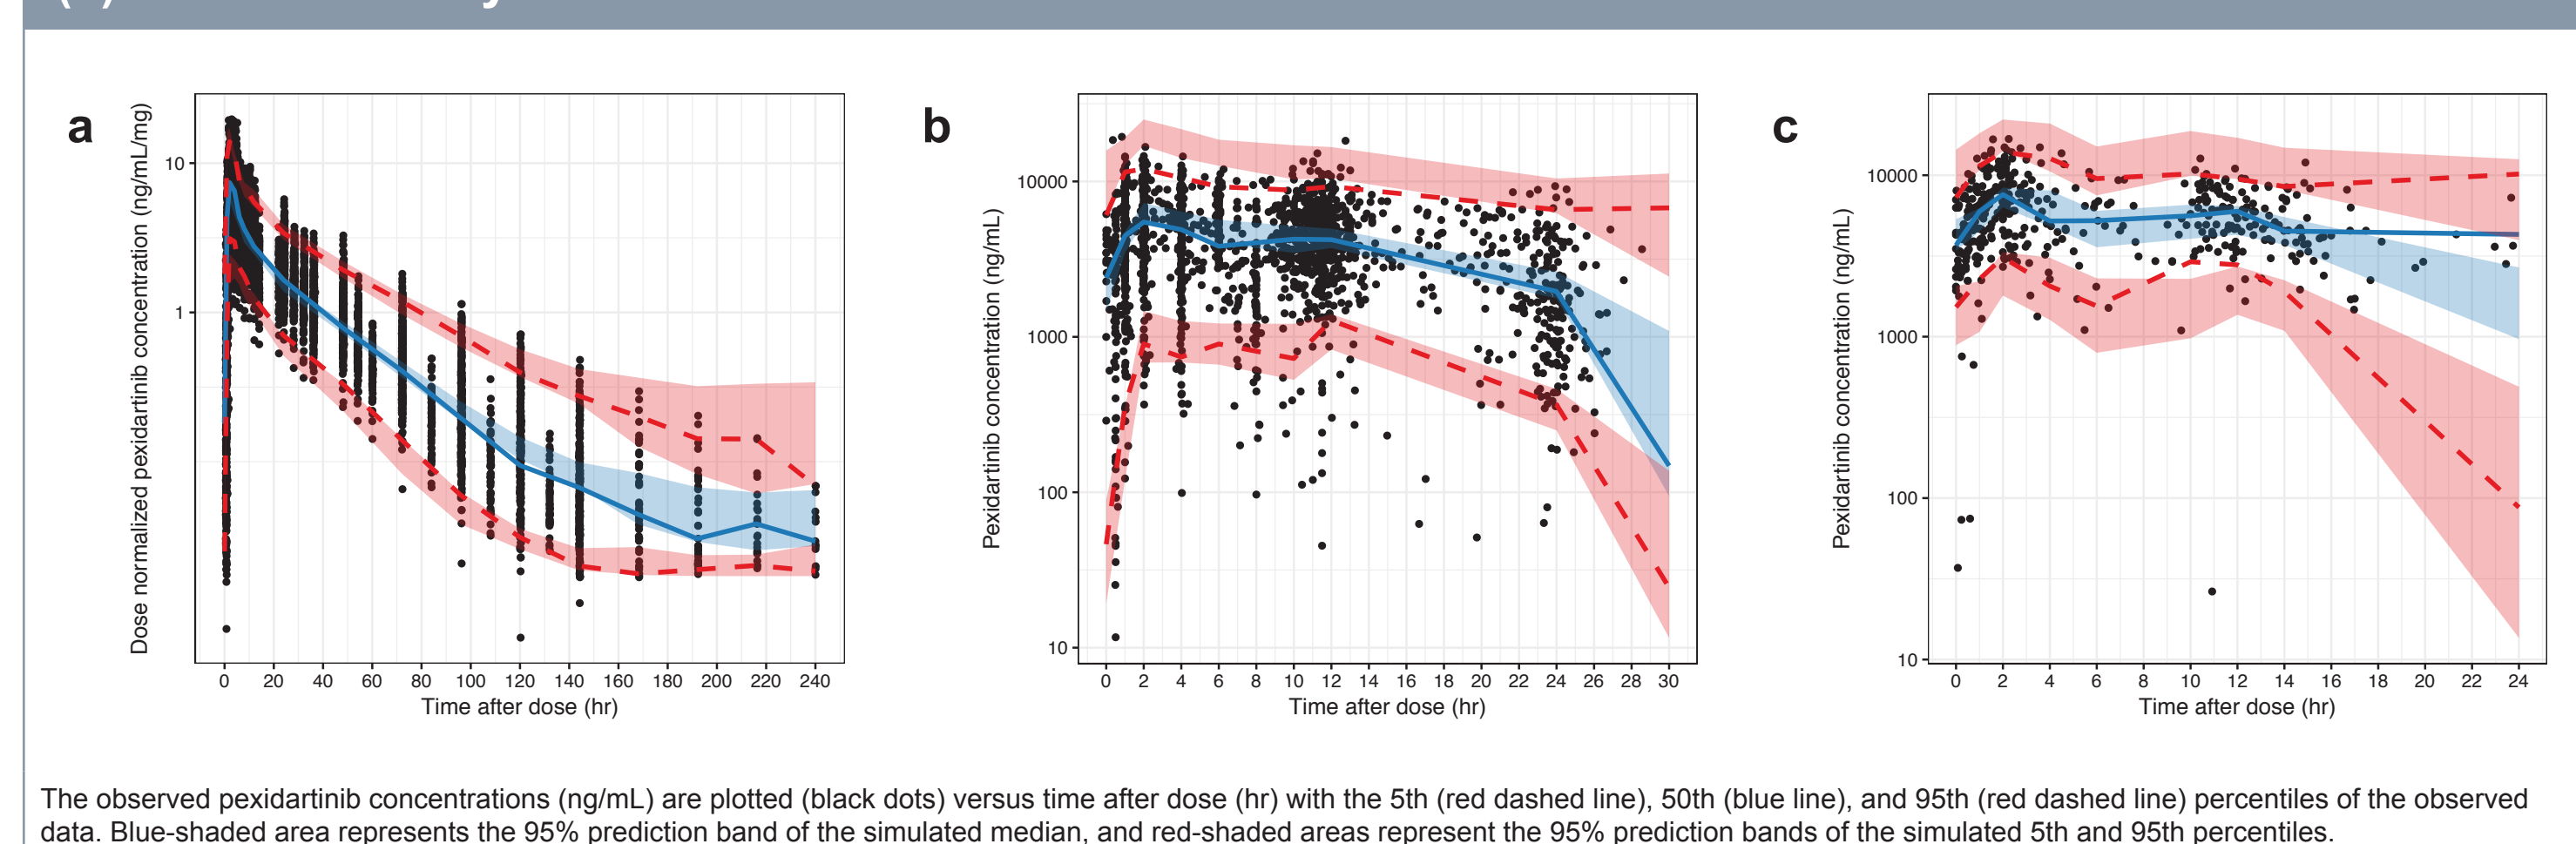 a
b
c
Dose normalized pexidartinib concentration (ng/mL/mg)
10
1
0 20 40 60 80 100 120 140 160 180 200 220 240
Time after dose (hr)
Pexidartinib concentration (ng/mL)
10000
1000
100
10
0 2 4 6 8 10 12 14 16 18 20 22 24 26 28 30
Time after dose (hr)
Pexidartinib concentration (ng/mL)
10000
1000
100
10
0 2 4 6 8 10 12 14 16 18 20 22 24
Time after dose (hr)
The observed pexidartinib concentrations (ng/mL) are plotted (black dots) versus time after dose (hr) with the 5th (red dashed line), 50th (blue line), and 95th (red dashed line) percentiles of the observed
data. Blue-shaded area represents the 95% prediction band of the simulated median, and red-shaded areas represent the 95% prediction bands of the simulated 5th and 95th percentiles.